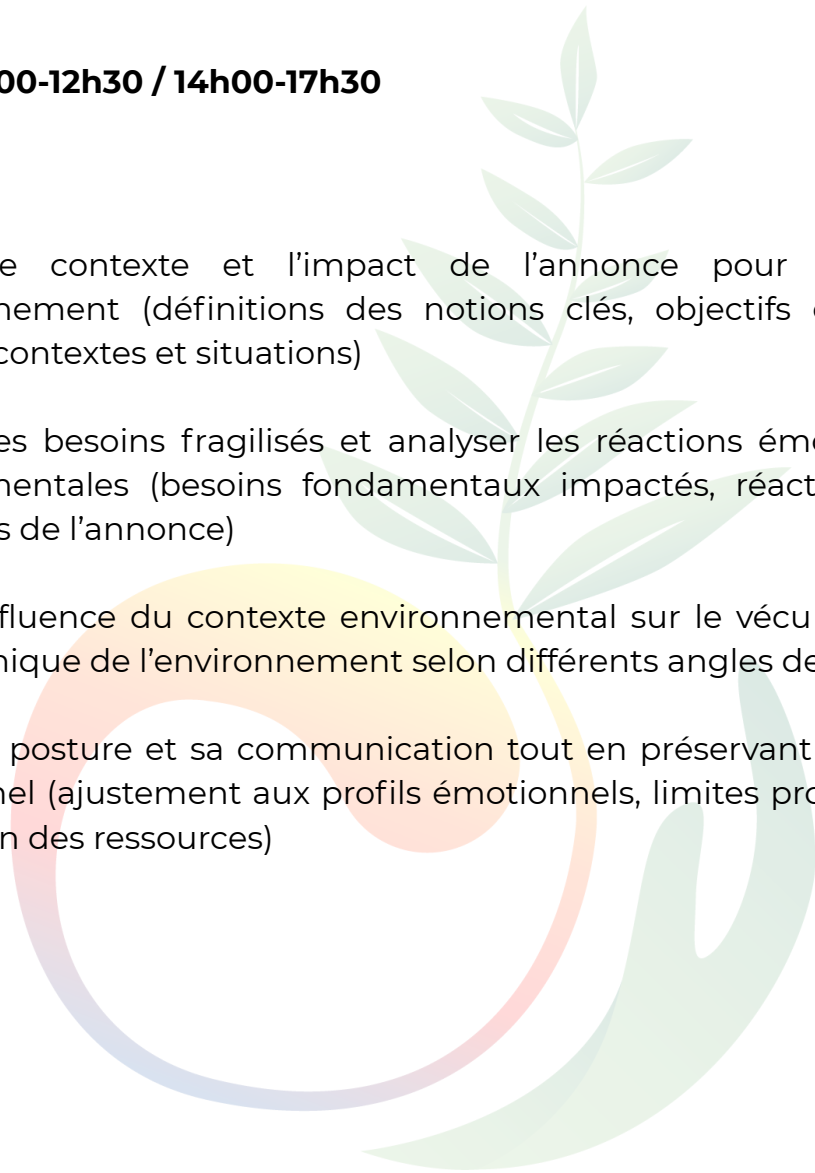 00-12h30 / 14h00-17h30
e contexte et l’impact de l’annonce pour
nement (définitions des notions clés, objectifs
contextes et situations)
es besoins fragilisés et analyser les réactions ém
mentales (besoins fondamentaux impactés, réact
s de l’annonce)
fluence du contexte environnemental sur le vécu
nique de l’environnement selon différents angles de
posture et sa communication tout en préservant
nel (ajustement aux profils émotionnels, limites pro
n des ressources)